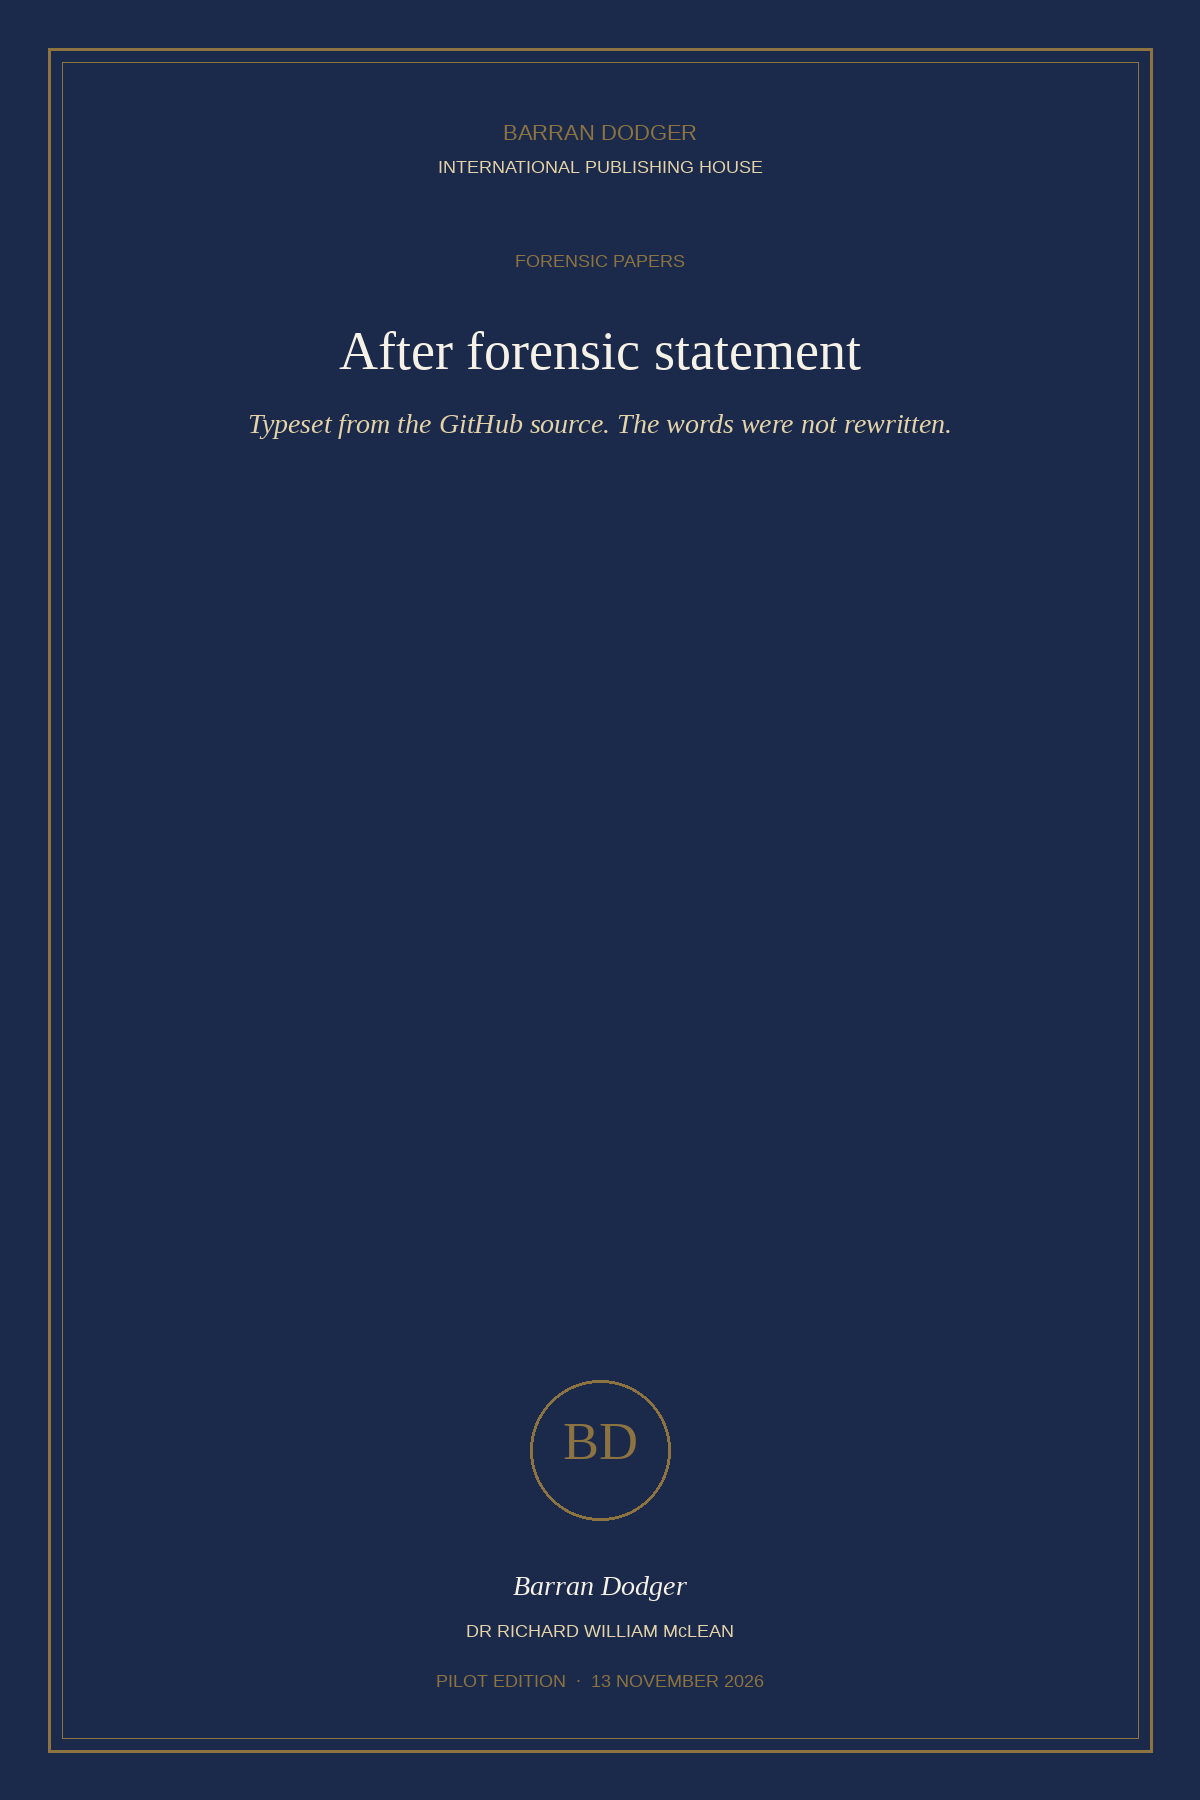 BARRAN DODGER
INTERNATIONAL PUBLISHING HOUSE
FORENSIC PAPERS
After forensic statement
Typeset from the GitHub source. The words were not rewritten.
BD
Barran Dodger
DR RICHARD WILLIAM McLEAN
PILOT EDITION · 13 NOVEMBER 2026